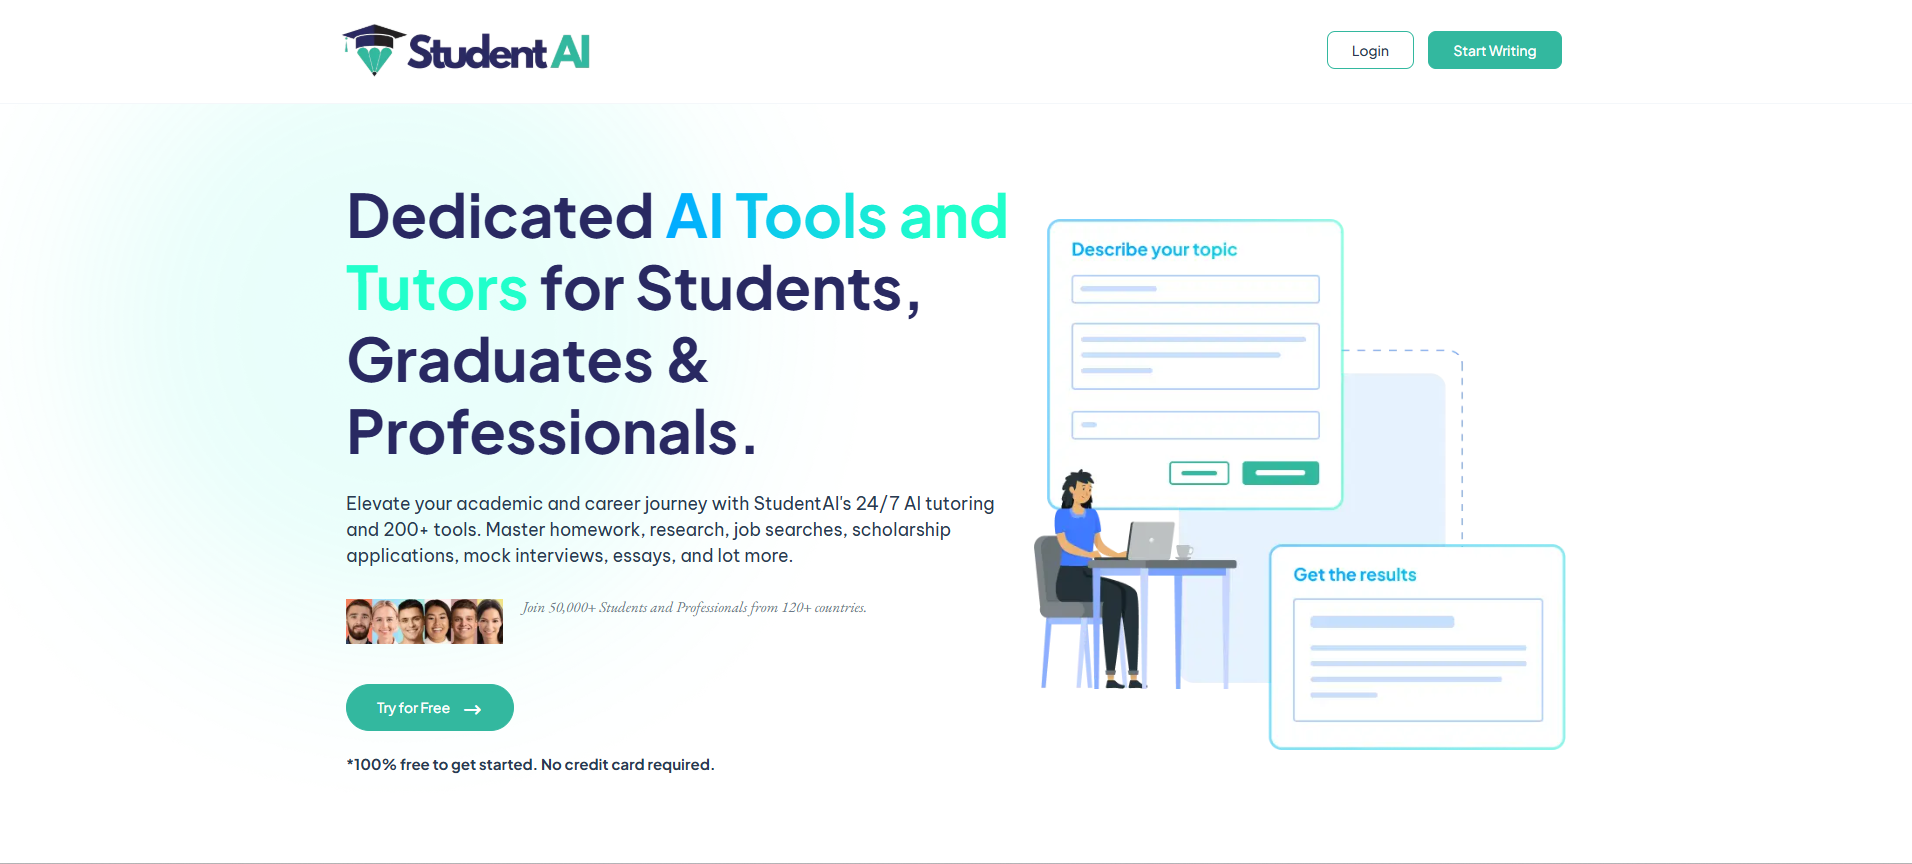 Student AI
Login
Start Writing
Dedicated AI Tools and
Tutors for Students,
Graduates &
Professionals.
Elevate your academic and career journey with StudentAI's 24/7 AI tutoring
and 200+ tools. Master homework, research, job searches, scholarship
applications, mock interviews, essays, and lot more.
Join 50,000+ Students and Professionals from 120+ countries.
Try for Free
*100% free to get started. No credit card required.
Describe your topic
Get the results